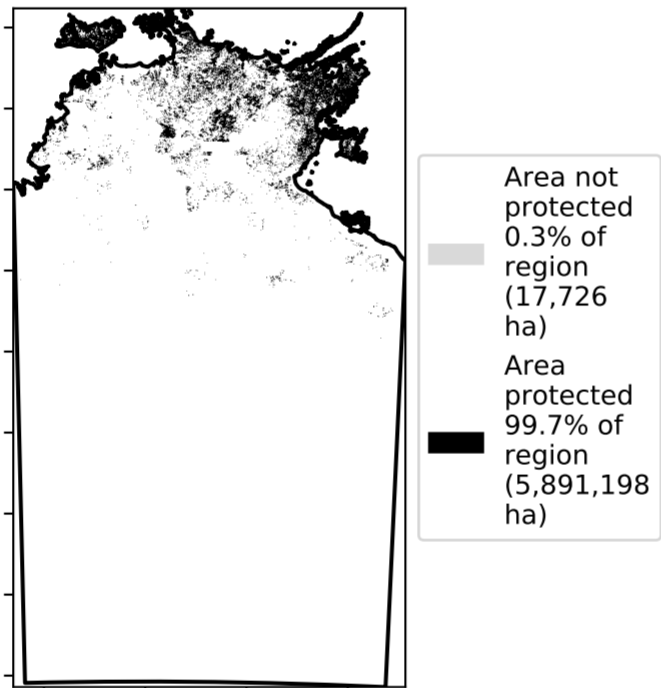 Area not
protected
0.3% of
region
(17,726
ha)
Area
protected
99.7% of
region
(5,891,198
ha)